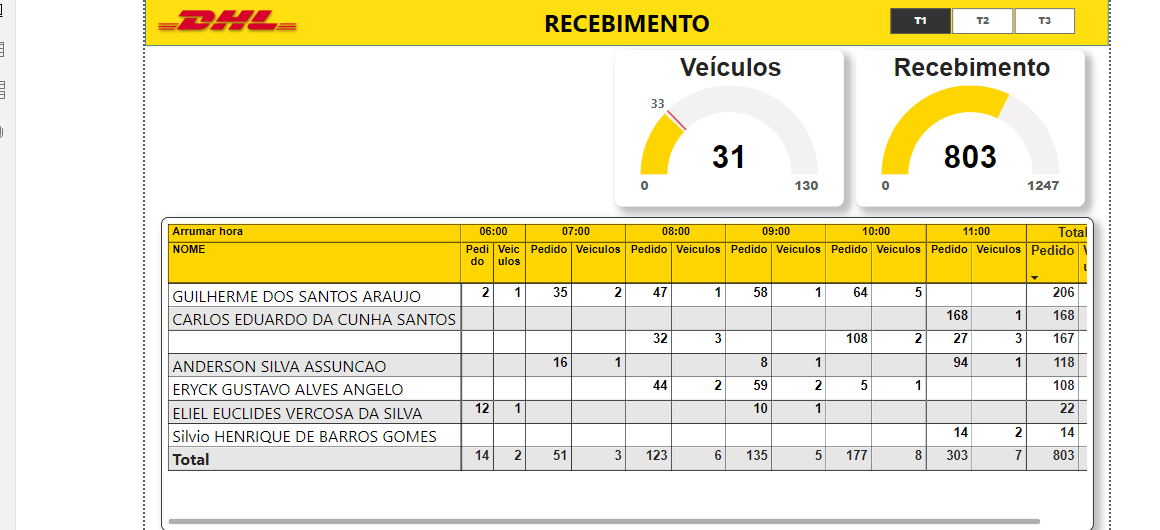 DHL RECEBIMENTO T1 T2 T3
Veículos
33
31
0 130
Recebimento
803
0 1247
Arrumar hora 06:00 07:00 08:00 09:00 10:00 11:00 Total
NOME Pedido Veiculos Pedido Veiculos Pedido Veiculos Pedido Veiculos Pedido Veiculos Pedido Veiculos Pedido
GUILHERME DOS SANTOS ARAUJO 2 1 35 2 47 1 58 1 64 5 206
CARLOS EDUARDO DA CUNHA SANTOS 168 1 168
32 3 108 2 27 3 167
ANDERSON SILVA ASSUNCAO 16 1 8 1 94 1 118
ERYCK GUSTAVO ALVES ANGELO 44 2 59 2 5 1 108
ELIEL EUCLIDES VERCOSA DA SILVA 12 1 10 1 22
Silvio HENRIQUE DE BARROS GOMES 14 2 14
Total 14 2 51 3 123 6 135 5 177 8 303 7 803